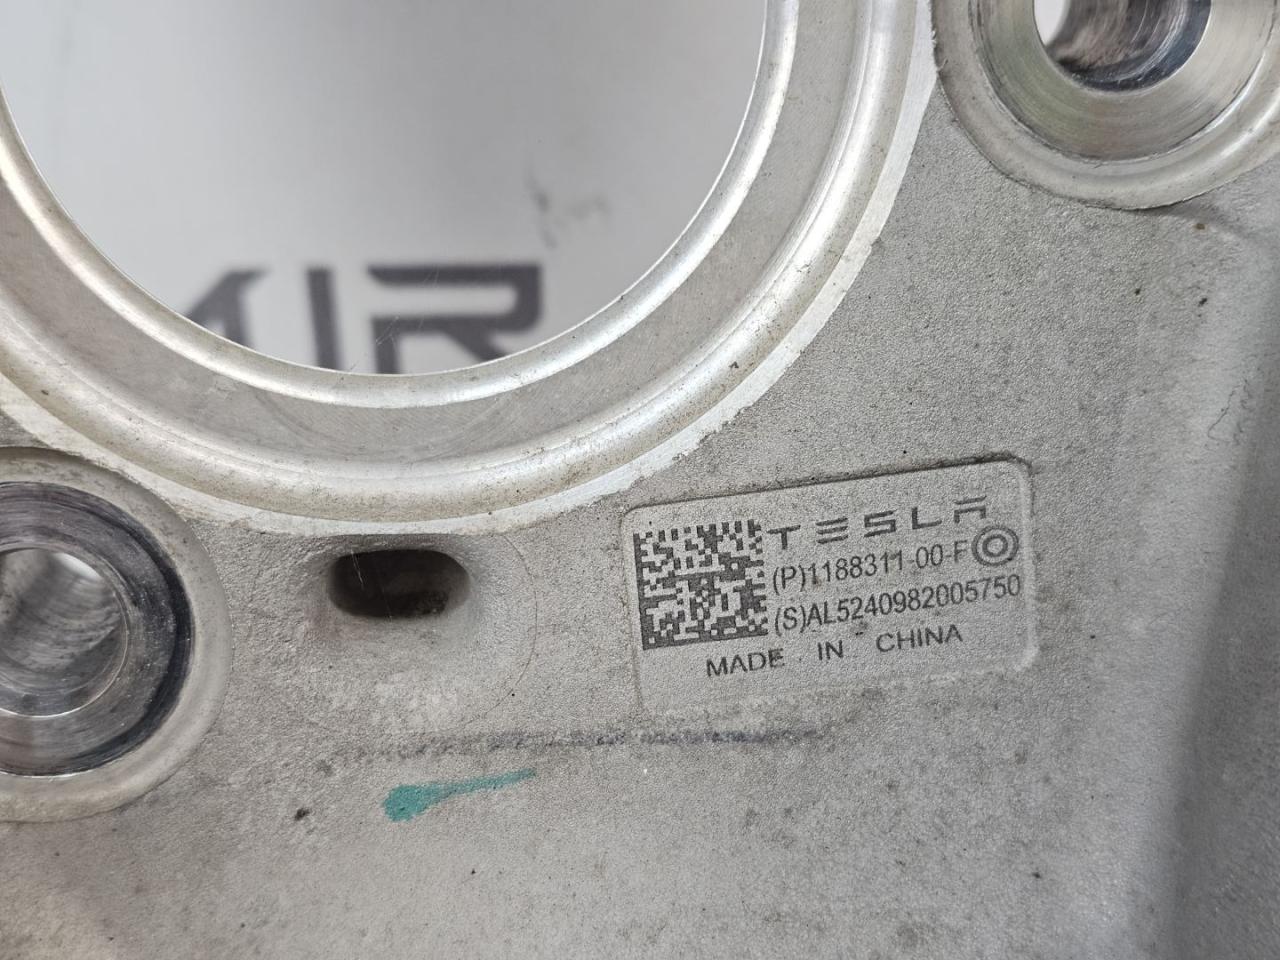 TESLA
(P)1188311-00-F
(S)AL5240982005750
MADE IN CHINA